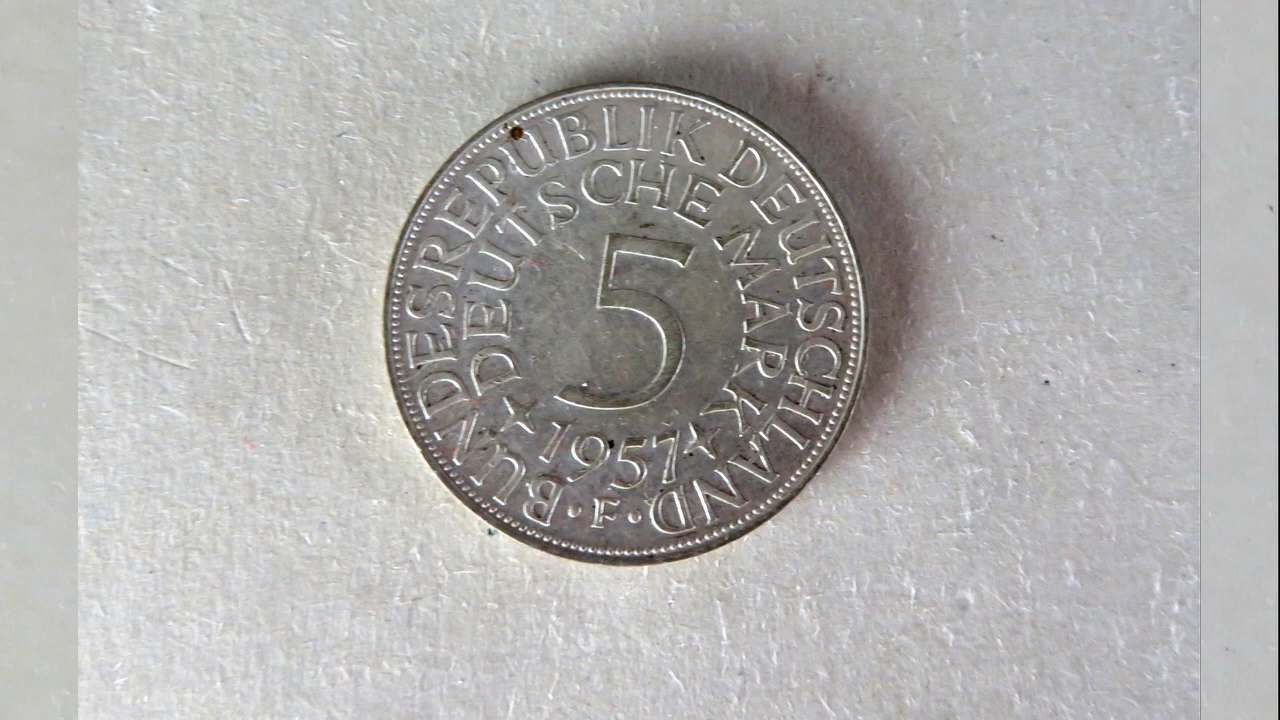 BUNDESREPUBLIK DEUTSCHLAND
DEUTSCHE MARK
5
★ 1957 ★
· F ·